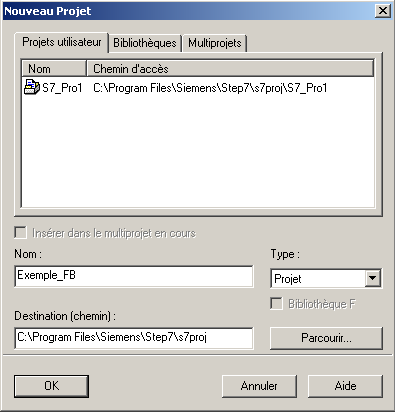 Nouveau Projet
Projets utilisateur Bibliothèques Multiprojets
Nom Chemin d'accès
S7_Pro1 C:\Program Files\Siemens\Step7\s7proj\S7_Pro1
Insérer dans le multiprojet en cours
Nom : Type :
Exemple_FB Projet
Bibliothèque F
Destination (chemin) :
C:\Program Files\Siemens\Step7\s7proj Parcourir...
OK Annuler Aide